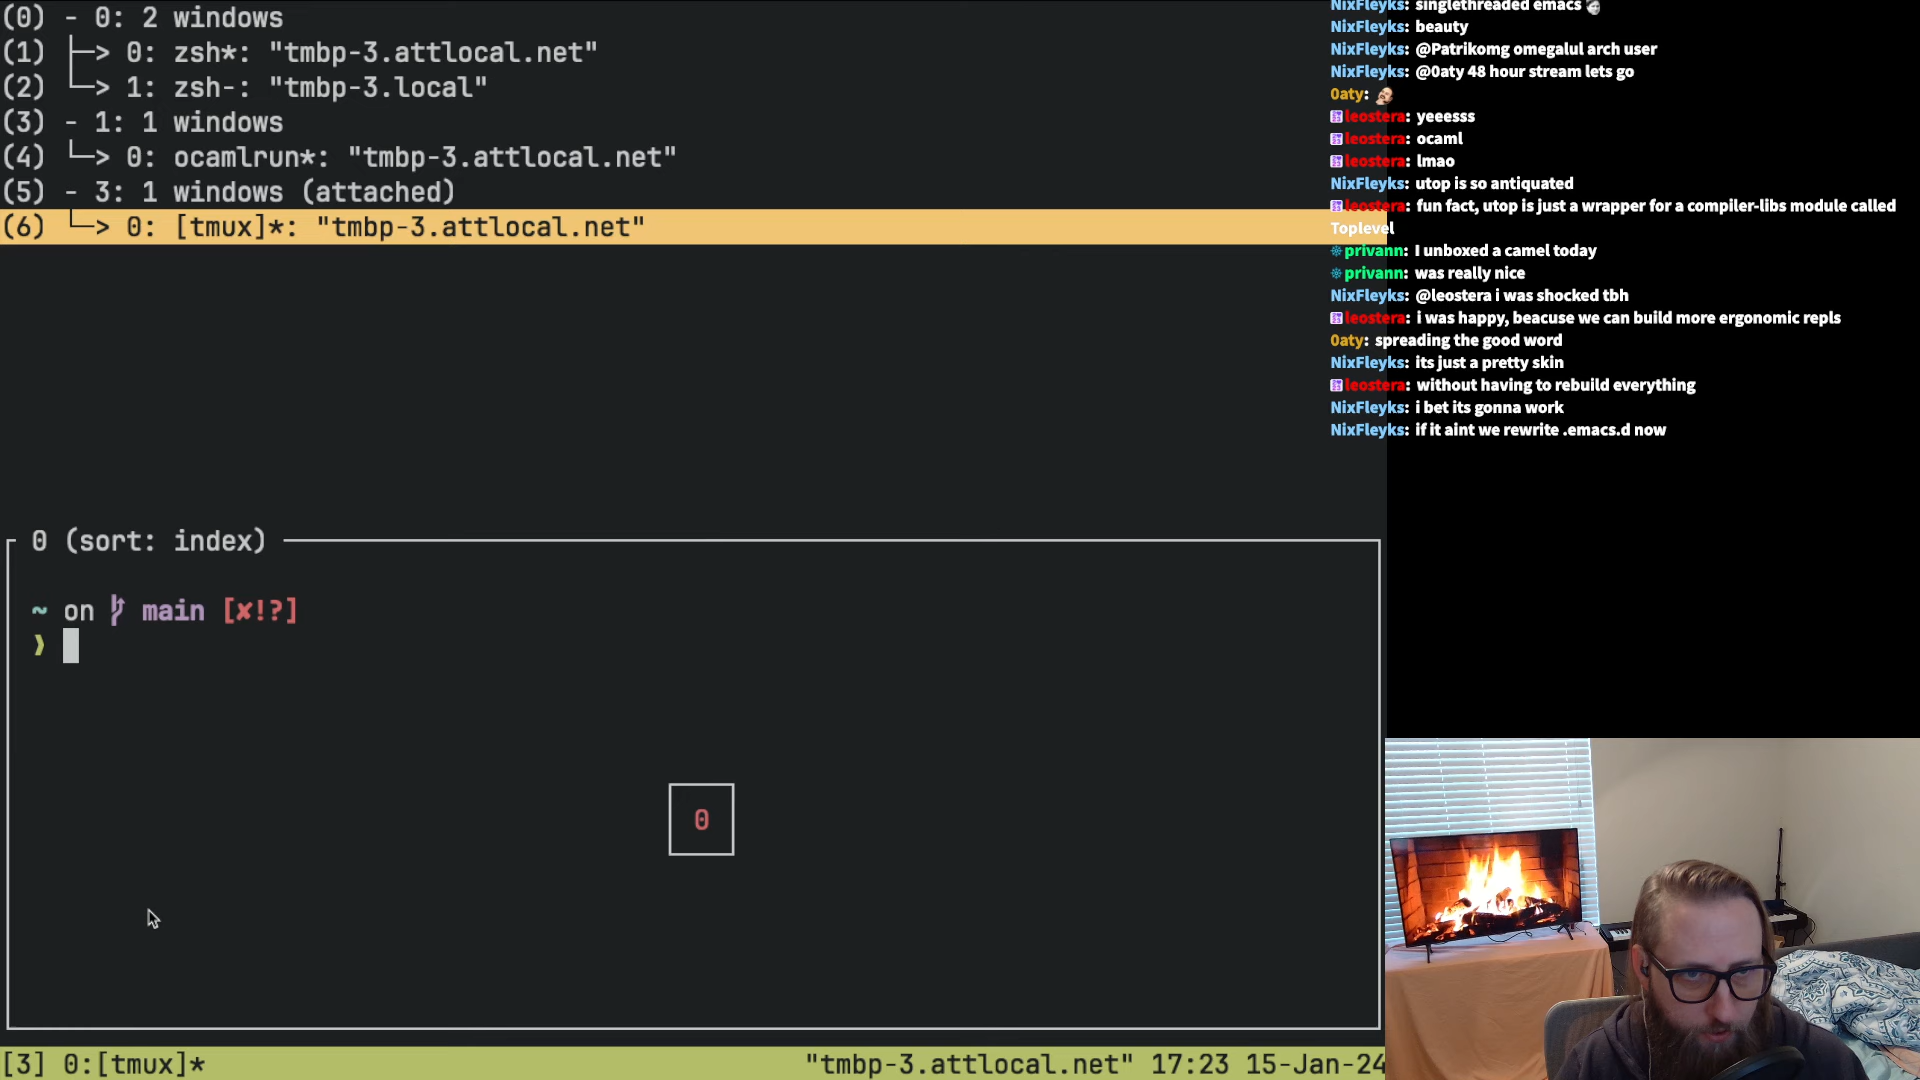 (0) - 0: 2 windows
(1) ├─> 0: zsh*: "tmbp-3.attlocal.net"
(2) └─> 1: zsh-: "tmbp-3.local"
(3) - 1: 1 windows
(4) └─> 0: ocamlrun*: "tmbp-3.attlocal.net"
(5) - 3: 1 windows (attached)
(6) └─> 0: [tmux]*: "tmbp-3.attlocal.net"
0 (sort: index)
~ on main [✘!?]
❯
0
[3] 0:[tmux]* "tmbp-3.attlocal.net" 17:23 15-Jan-24
NixFleyks: singlethreaded emacs
NixFleyks: beauty
NixFleyks: @Patrikomg omegalul arch user
NixFleyks: @0aty 48 hour stream lets go
0aty:
leostera: yeeesss
leostera: ocaml
leostera: lmao
NixFleyks: utop is so antiquated
leostera: fun fact, utop is just a wrapper for a compiler-libs module called
Toplevel
privann: I unboxed a camel today
privann: was really nice
NixFleyks: @leostera i was shocked tbh
leostera: i was happy, beacuse we can build more ergonomic repls
0aty: spreading the good word
NixFleyks: its just a pretty skin
leostera: without having to rebuild everything
NixFleyks: i bet its gonna work
NixFleyks: if it aint we rewrite .emacs.d now